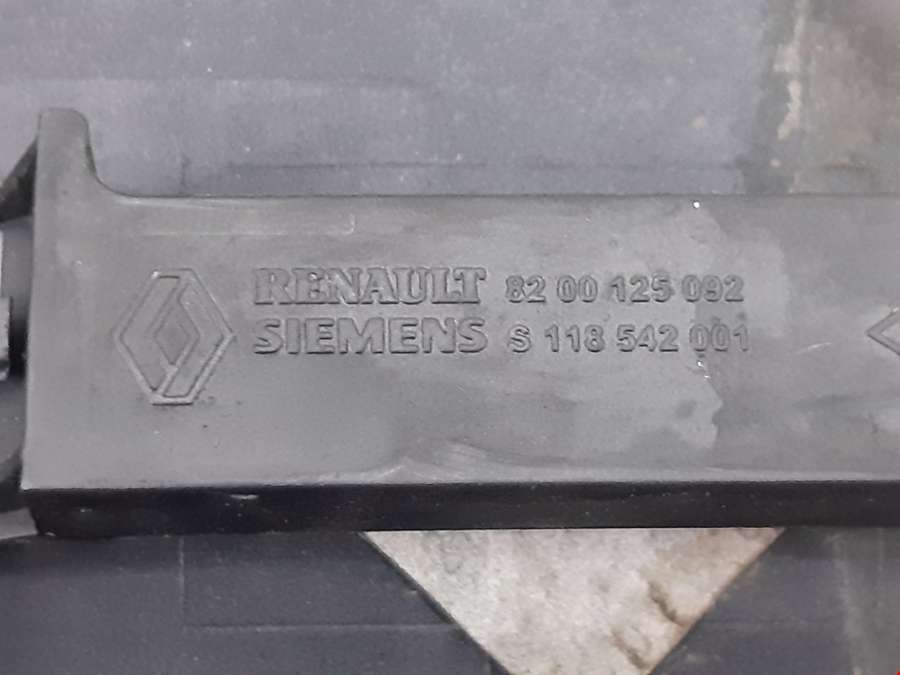 RENAULT 82 00 125 092
SIEMENS S 118 542 001